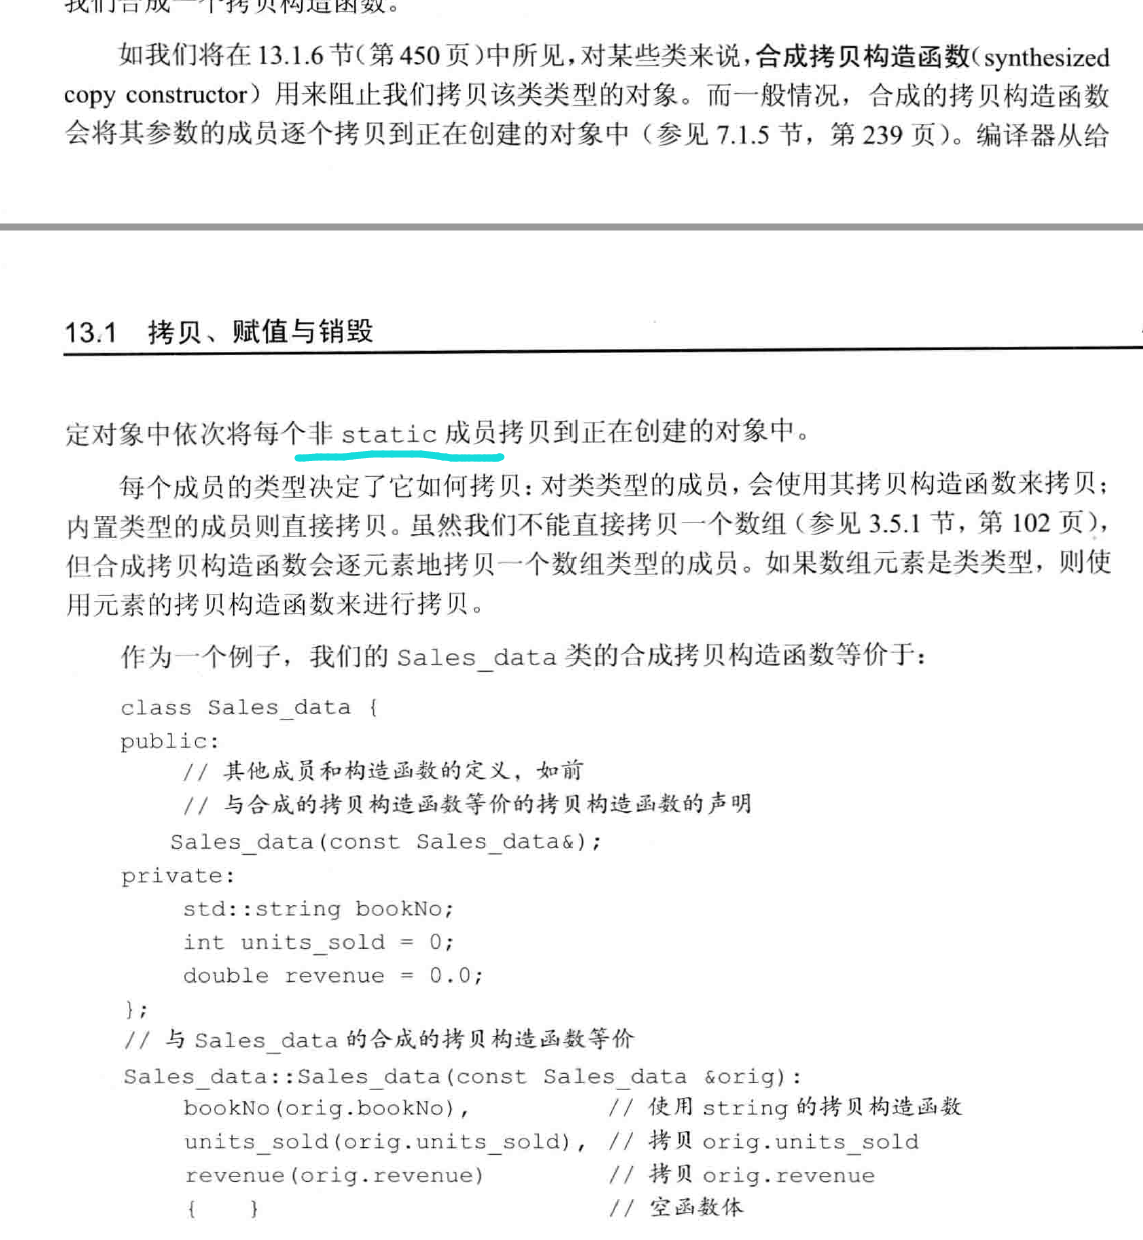 我们合成一个拷贝构造函数。
如我们将在 13.1.6 节(第 450 页)中所见,对某些类来说,合成拷贝构造函数(synthesized
copy constructor)用来阻止我们拷贝该类类型的对象。而一般情况,合成的拷贝构造函数
会将其参数的成员逐个拷贝到正在创建的对象中(参见 7.1.5 节,第 239 页)。编译器从给
13.1 拷贝、赋值与销毁
定对象中依次将每个非 static 成员拷贝到正在创建的对象中。
每个成员的类型决定了它如何拷贝:对类类型的成员,会使用其拷贝构造函数来拷贝;
内置类型的成员则直接拷贝。虽然我们不能直接拷贝一个数组(参见 3.5.1 节,第 102 页),
但合成拷贝构造函数会逐元素地拷贝一个数组类型的成员。如果数组元素是类类型,则使
用元素的拷贝构造函数来进行拷贝。
作为一个例子,我们的 Sales_data 类的合成拷贝构造函数等价于:
class Sales_data {
public:
// 其他成员和构造函数的定义,如前
// 与合成的拷贝构造函数等价的拷贝构造函数的声明
Sales_data(const Sales_data&);
private:
std::string bookNo;
int units_sold = 0;
double revenue = 0.0;
};
// 与 Sales_data 的合成的拷贝构造函数等价
Sales_data::Sales_data(const Sales_data &orig):
bookNo(orig.bookNo), // 使用 string 的拷贝构造函数
units_sold(orig.units_sold), // 拷贝 orig.units_sold
revenue(orig.revenue) // 拷贝 orig.revenue
{ } // 空函数体